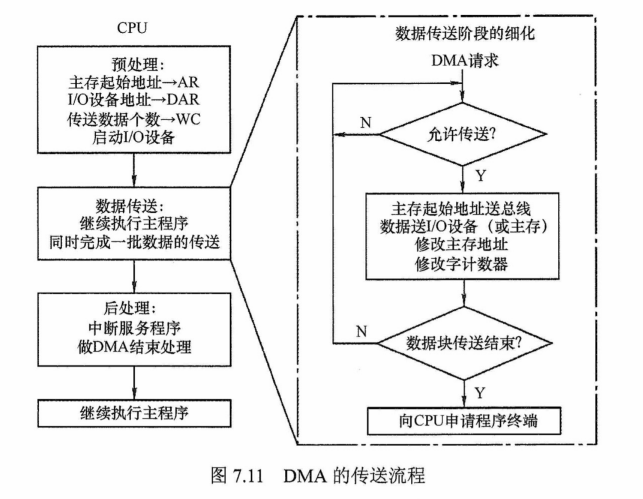 CPU
预处理：
主存起始地址→AR
I/O设备地址→DAR
传送数据个数→WC
启动I/O设备
数据传送：
继续执行主程序
同时完成一批数据的传送
后处理：
中断服务程序
做DMA结束处理
继续执行主程序
数据传送阶段的细化
DMA请求
允许传送？
N
Y
主存起始地址送总线
数据送I/O设备（或主存）
修改主存地址
修改字计数器
数据块传送结束？
N
Y
向CPU申请程序终端
图 7.11 DMA 的传送流程